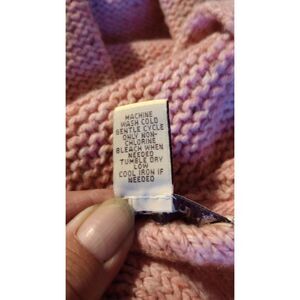 MACHINE
WASH COLD
GENTLE CYCLE
ONLY NON-
CHLORINE
BLEACH WHEN
NEEDED
TUMBLE DRY
LOW
COOL IRON IF
NEEDED